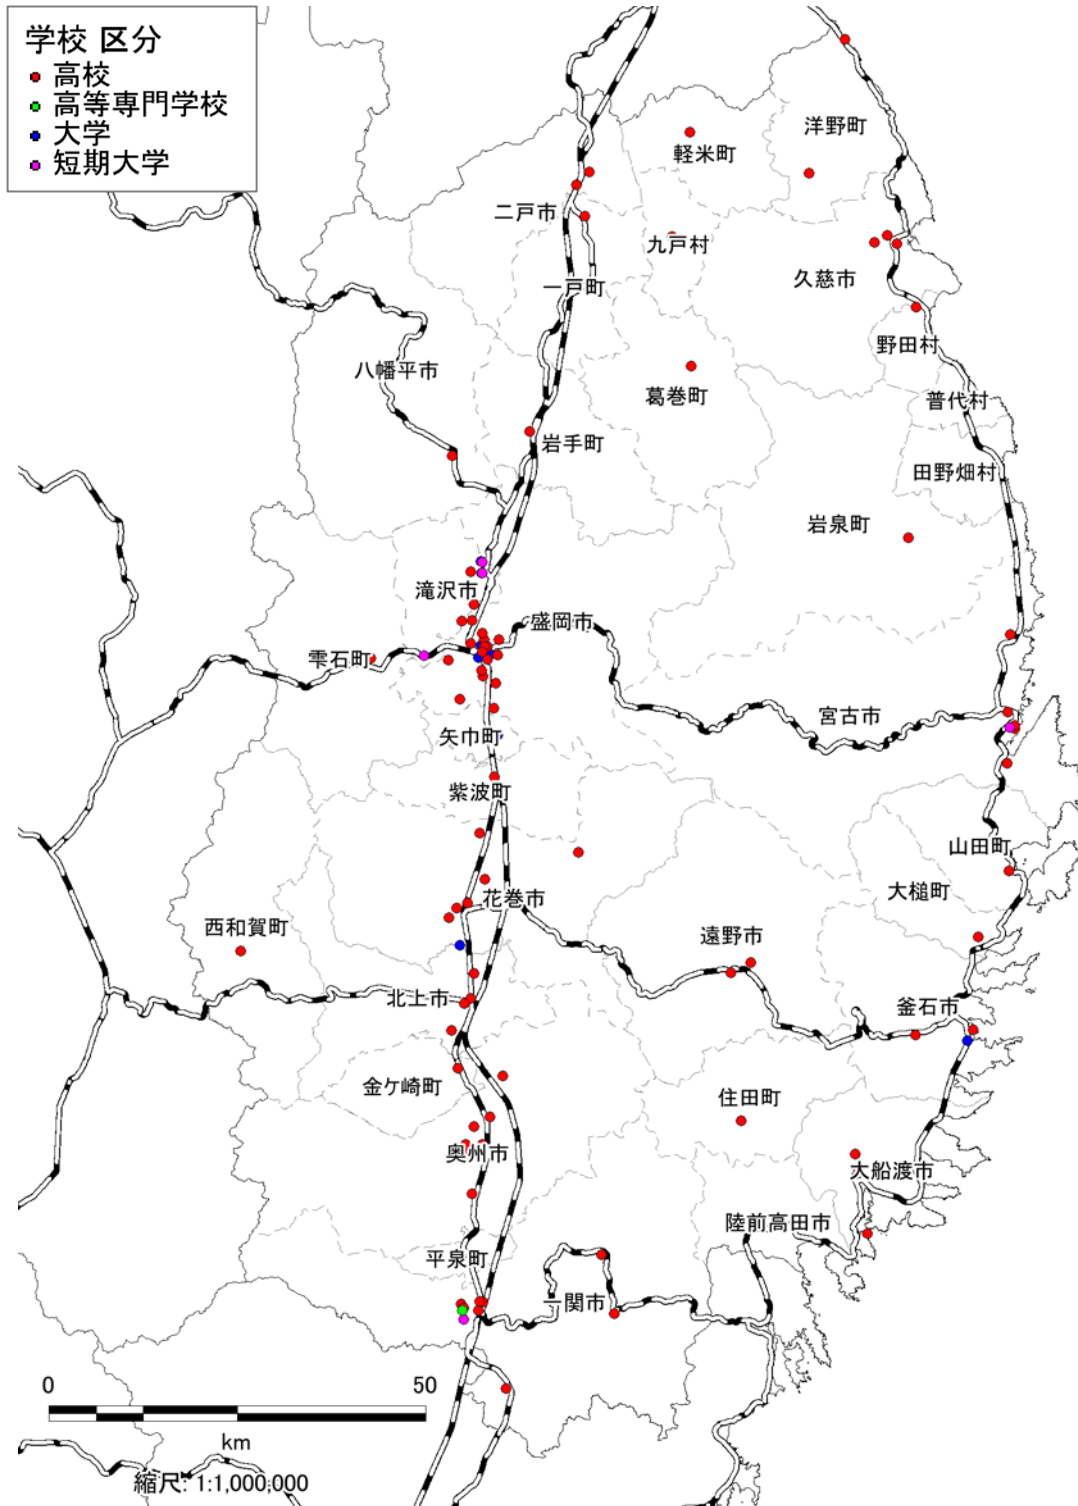 学校 区分
高校
高等専門学校
大学
短期大学
洋野町
軽米町
二戸市
九戸村
久慈市
一戸町
野田村
八幡平市
葛巻町
普代村
岩手町
田野畑村
岩泉町
滝沢市
盛岡市
雫石町
宮古市
矢巾町
紫波町
山田町
大槌町
花巻市
西和賀町
遠野市
北上市
釜石市
金ケ崎町
住田町
奥州市
大船渡市
陸前高田市
平泉町
一関市
0 50
km
縮尺: 1:1,000,000